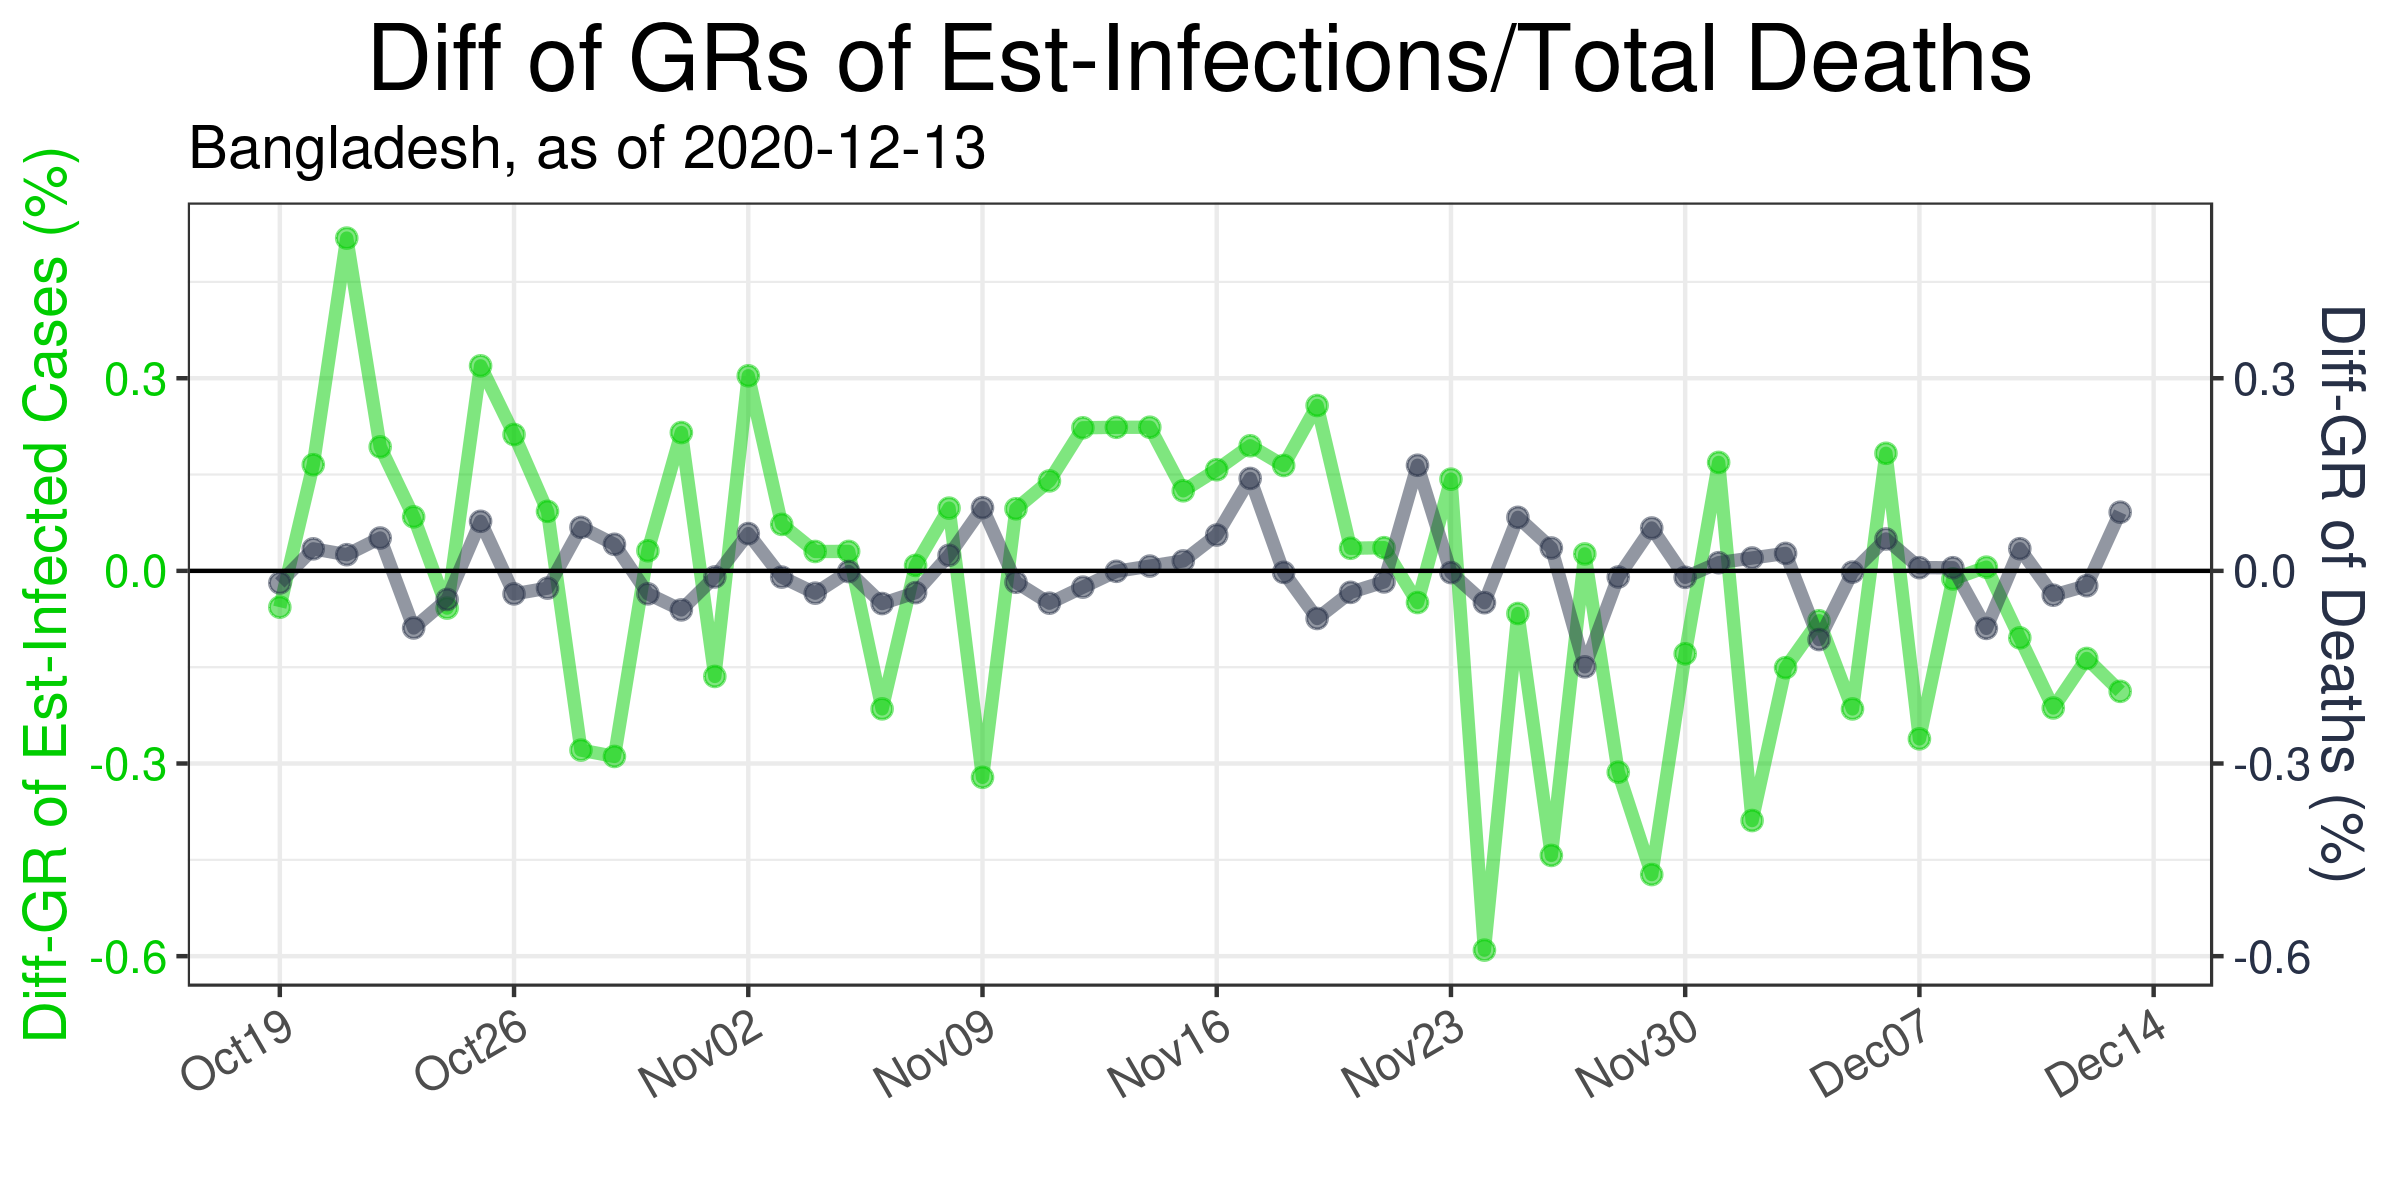 Diff of GRs of Est-Infections/Total Deaths
Bangladesh, as of 2020-12-13
Diff-GR of Est-Infected Cases (%)
0.3
0.0
-0.3
-0.6
0.3
0.0
-0.3
-0.6
Diff-GR of Deaths (%)
Oct19
Oct26
Nov02
Nov09
Nov16
Nov23
Nov30
Dec07
Dec14